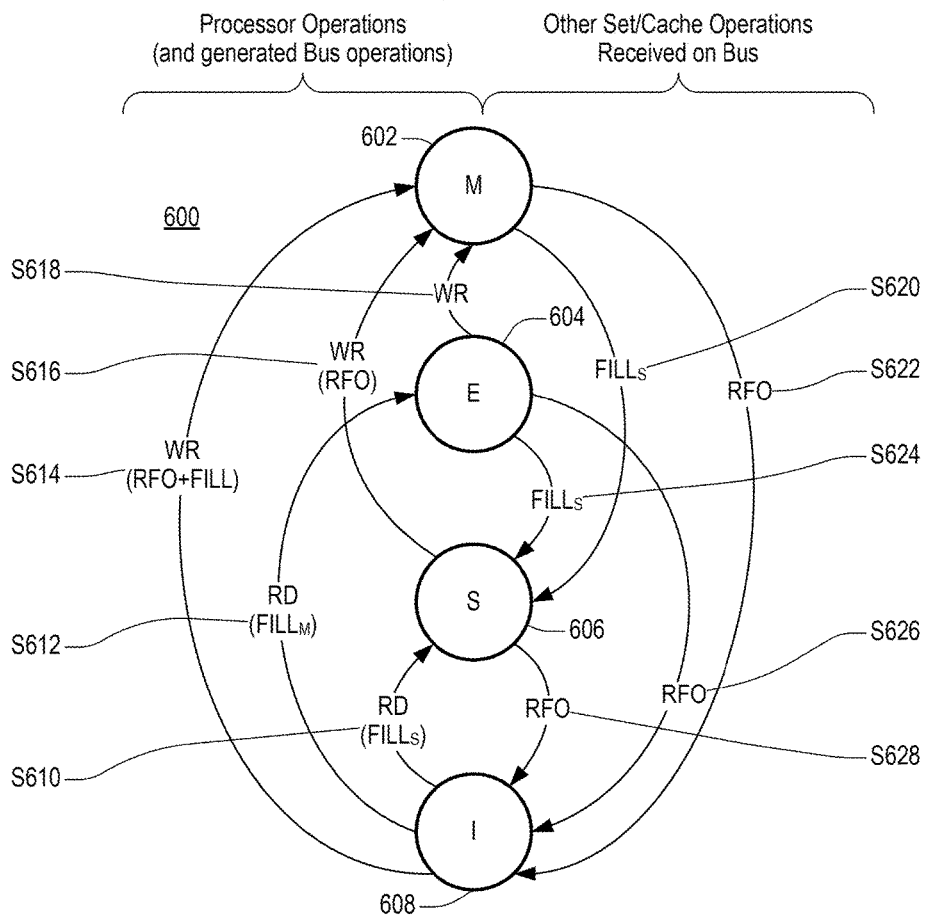 Processor Operations
(and generated Bus operations)
Other Set/Cache Operations
Received on Bus
602
M
600
S618
WR
604
S620
S616
WR
(RFO)
E
FILLS
RFO
S622
S614
WR
(RFO+FILL)
FILLS
S624
S
606
S612
RD
(FILLM)
S626
RFO
RD
(FILLS)
RFO
S610
S628
I
608